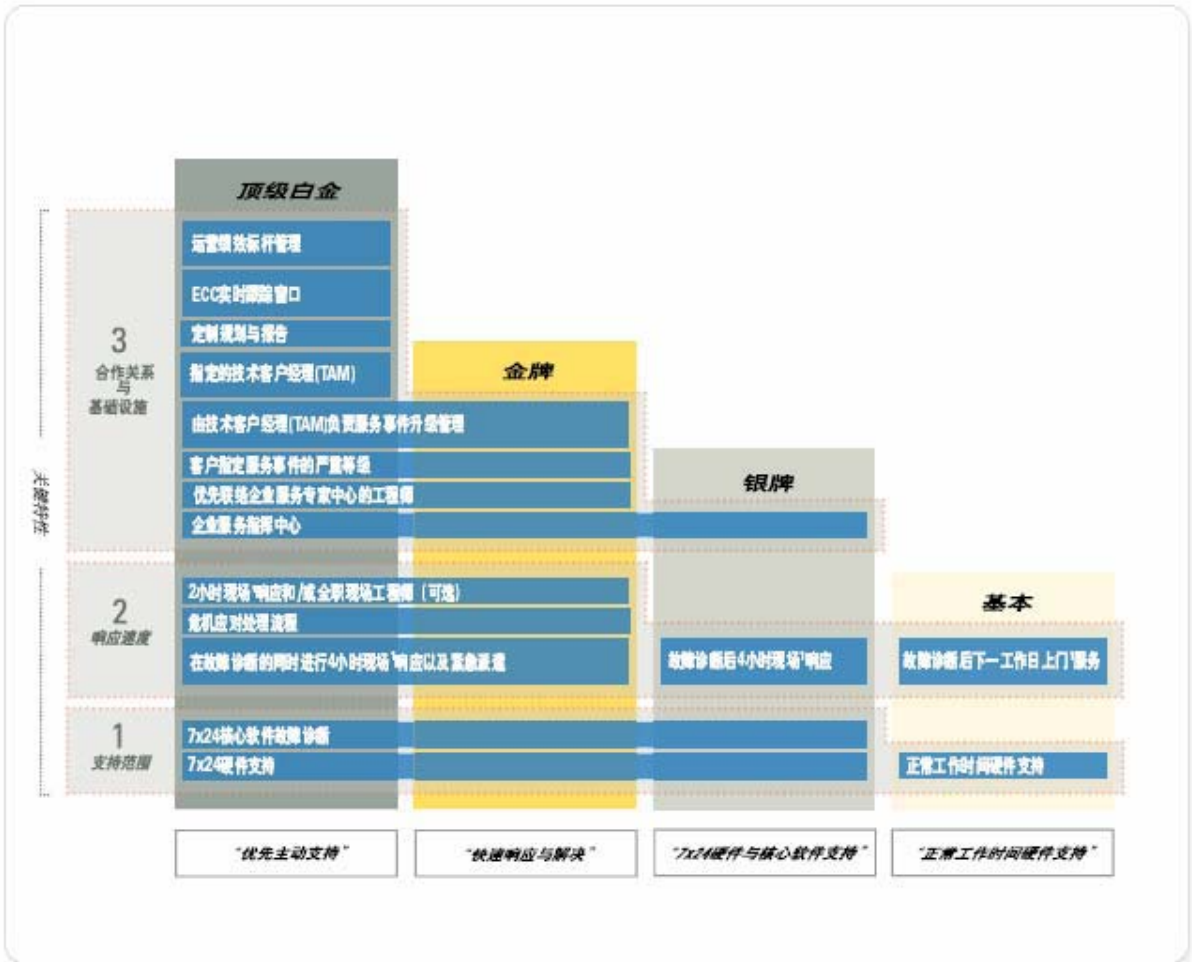 顶级白金
运营绩效标杆管理
ECC实时跟踪窗口
定制规划与报告
指定的技术客户经理(TAM)
3
合作关系
与
基础设施
金牌
由技术客户经理(TAM)负责服务事件升级管理
客户指定服务事件的严重等级
优先联络企业服务专家中心的工程师
企业服务指挥中心
银牌
关键特性
2
响应速度
2小时现场¹响应和/或全职现场工程师（可选）
危机应对处理流程
在故障诊断的同时进行4小时现场¹响应以及紧急派遣
故障诊断后4小时现场¹响应
基本
故障诊断后下一工作日上门¹服务
1
支持范围
7x24核心软件故障诊断
7x24硬件支持
正常工作时间硬件支持
“优先主动支持”
“快速响应与解决”
“7x24硬件与核心软件支持”
“正常工作时间硬件支持”